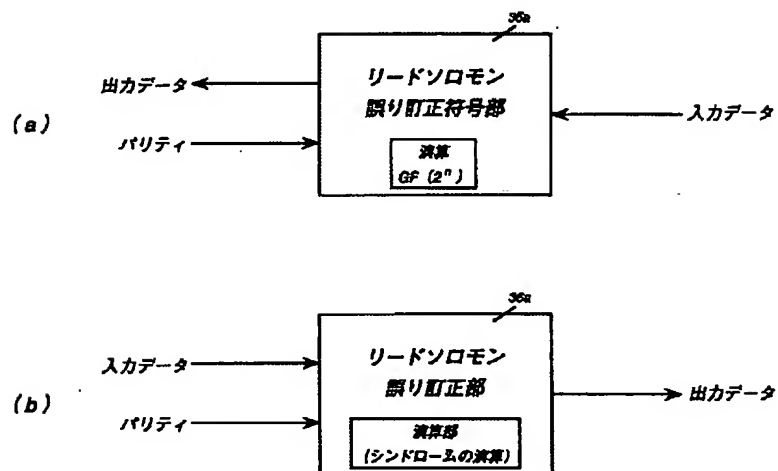 (a)
35a
出力データ
パリティ
リードソロモン
誤り訂正符号部
演算
GF (2ⁿ)
入力データ
(b)
36a
入力データ
パリティ
リードソロモン
誤り訂正部
演算部
(シンドロームの演算)
出力データ